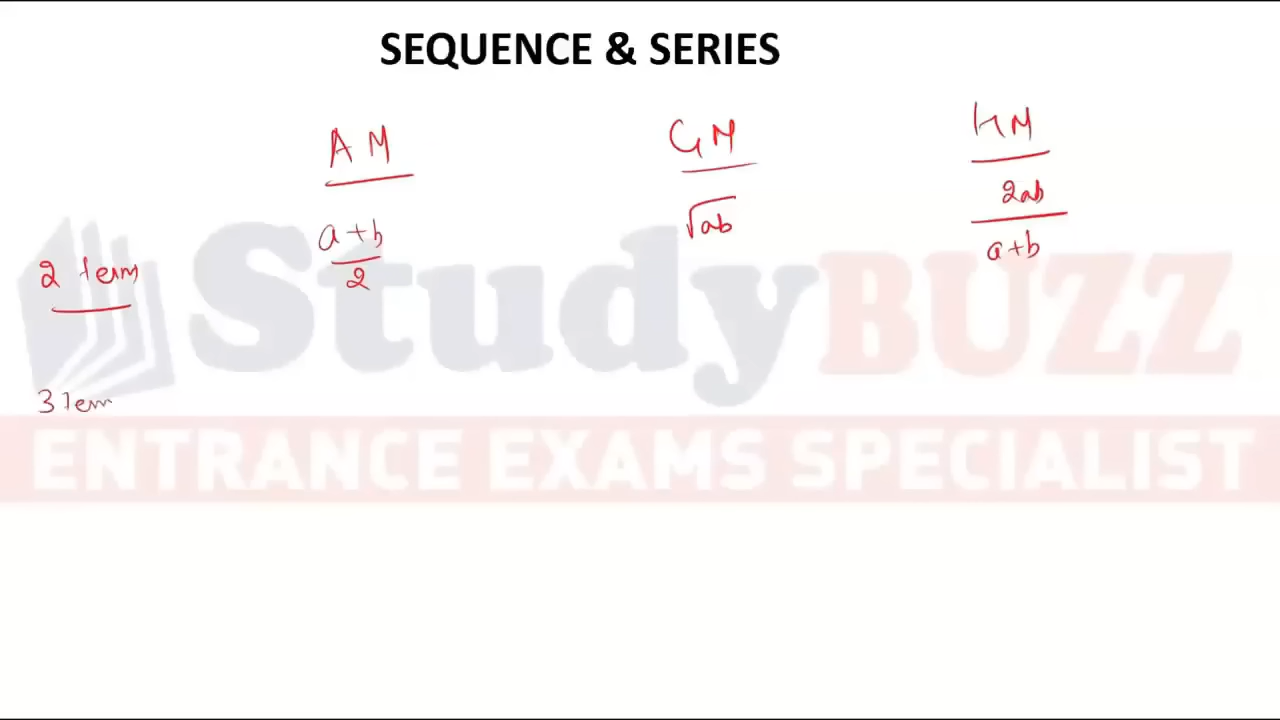 SEQUENCE & SERIES
AM GM HM
2 term a+b/2 √ab 2ab/a+b
3 term
StudyBUZZ
ENTRANCE EXAMS SPECIALIST